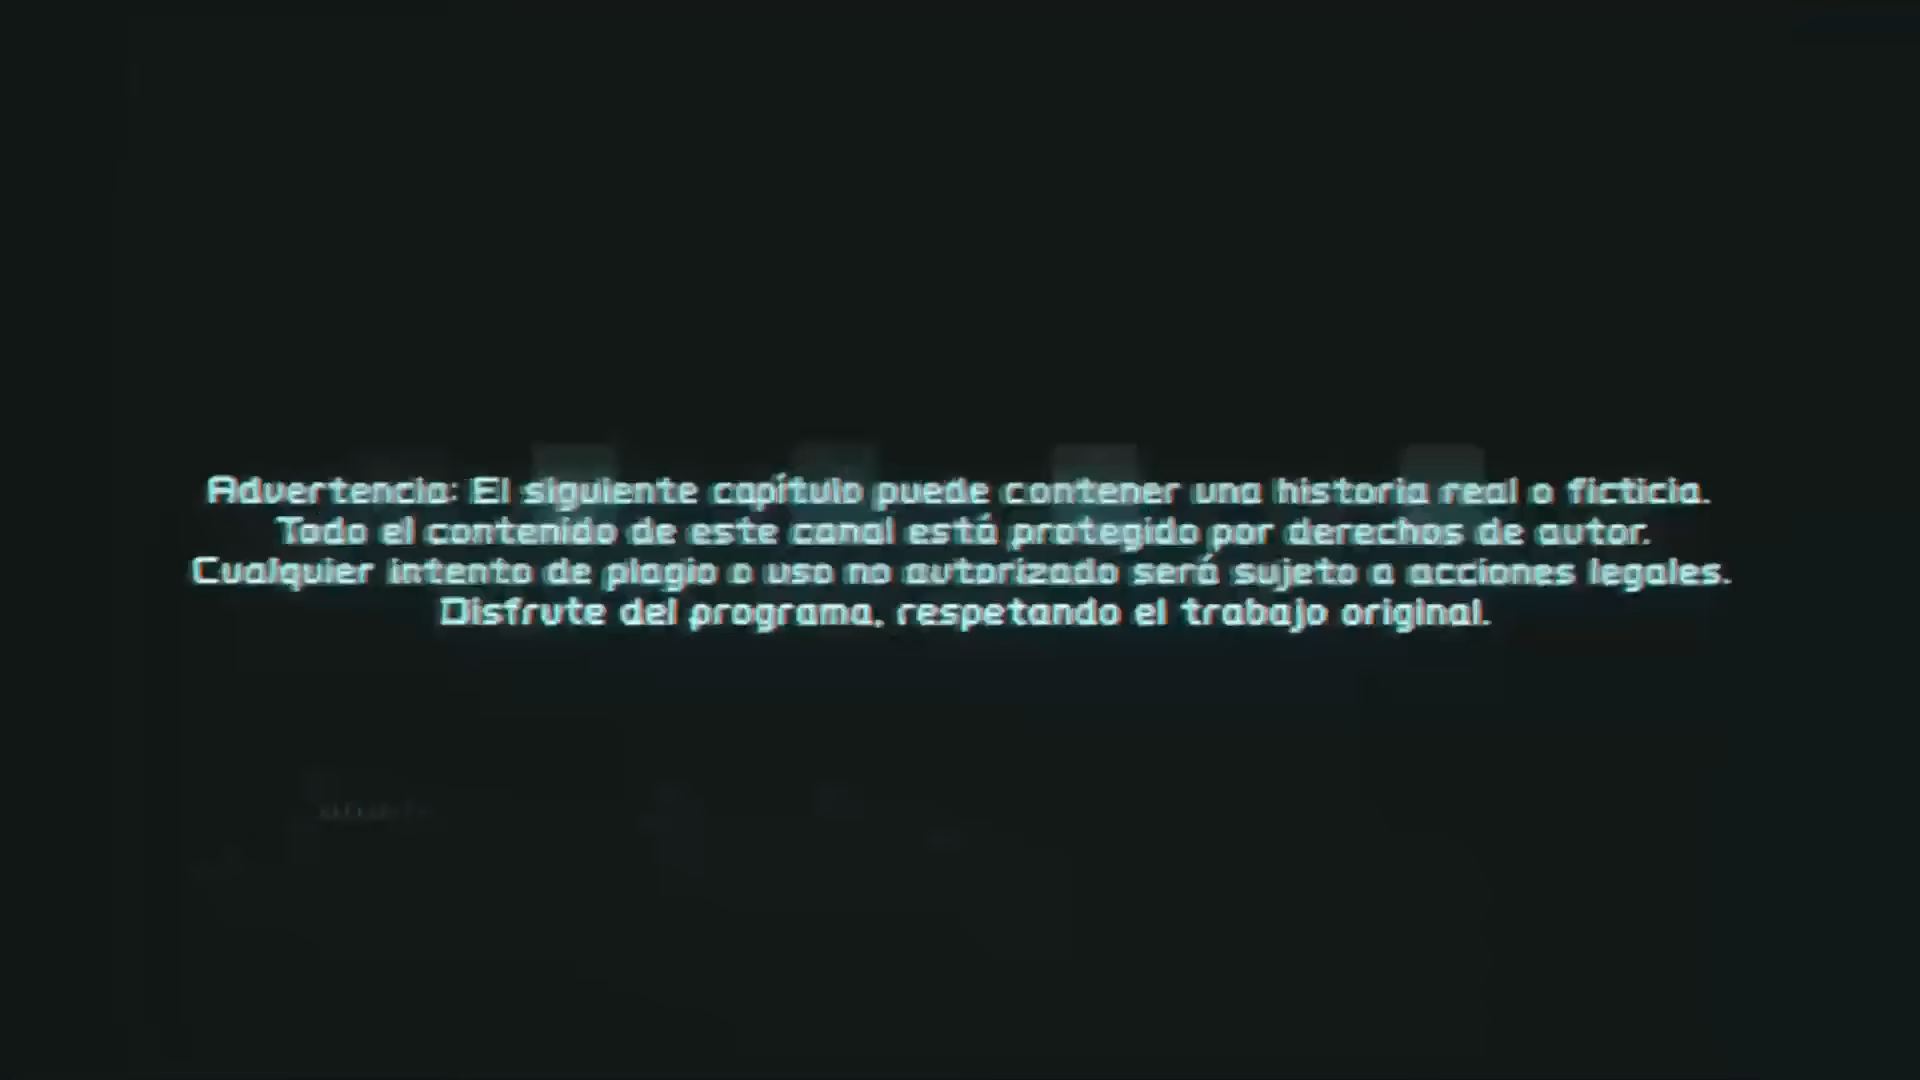 Advertencia: El siguiente capítulo puede contener una historia real o ficticia.
Todo el contenido de este canal está protegido por derechos de autor.
Cualquier intento de plagio o uso no autorizado será sujeto a acciones legales.
Disfrute del programa, respetando el trabajo original.